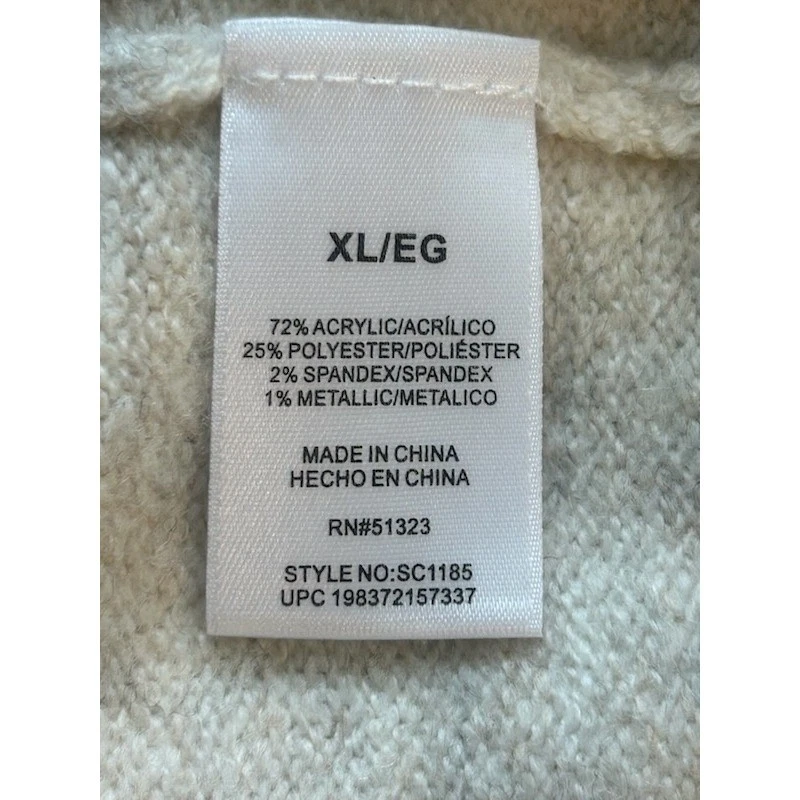 XL/EG
72% ACRYLIC/ACRÍLICO
25% POLYESTER/POLIÉSTER
2% SPANDEX/SPANDEX
1% METALLIC/METALICO
MADE IN CHINA
HECHO EN CHINA
RN#51323
STYLE NO:SC1185
UPC 198372157337